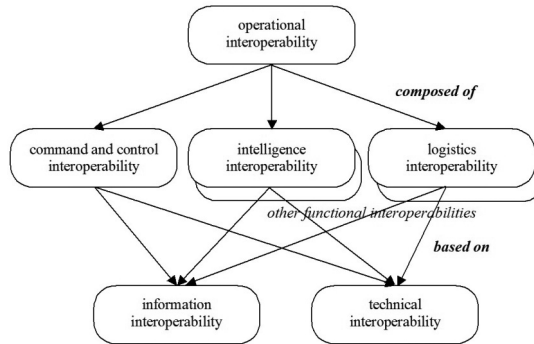 operational
interoperability
composed of
command and control
interoperability
intelligence
interoperability
logistics
interoperability
other functional interoperabilities
based on
information
interoperability
technical
interoperability